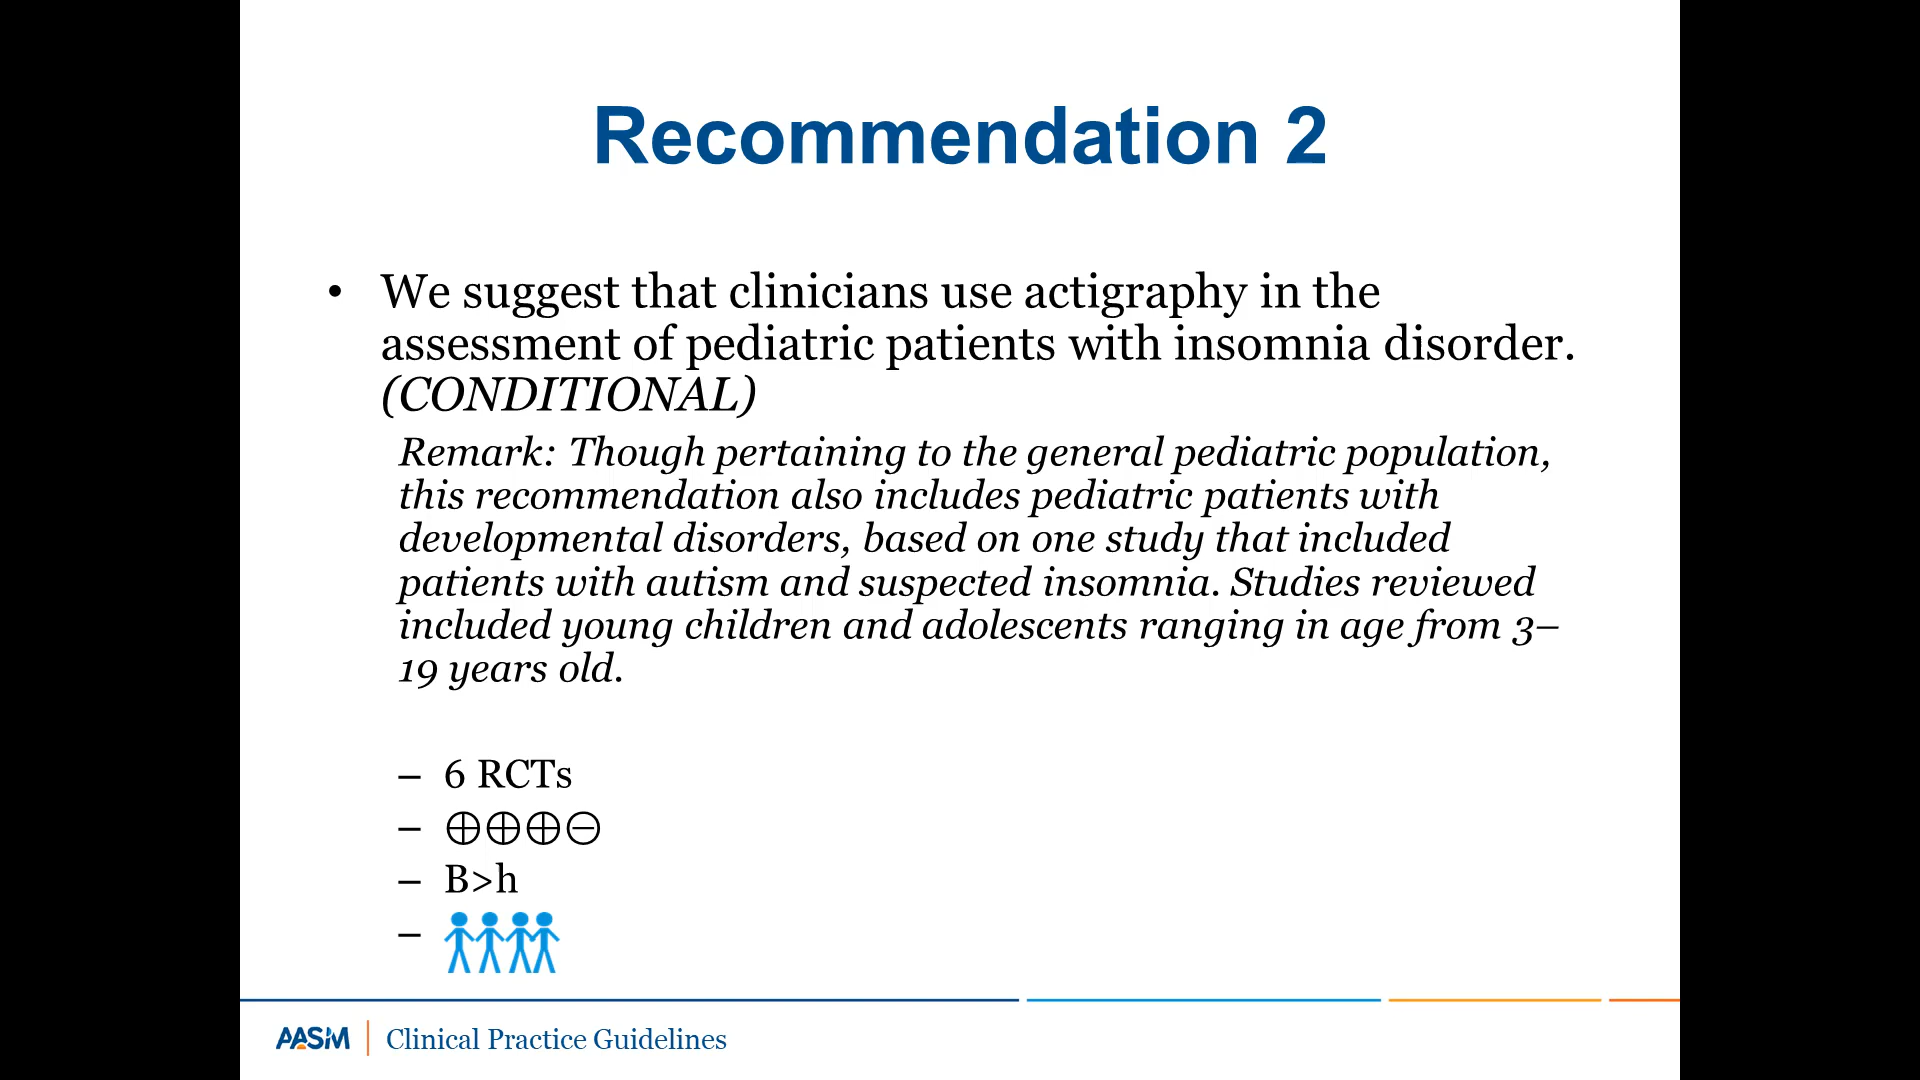 Recommendation 2
• We suggest that clinicians use actigraphy in the
assessment of pediatric patients with insomnia disorder.
(CONDITIONAL)
Remark: Though pertaining to the general pediatric population,
this recommendation also includes pediatric patients with
developmental disorders, based on one study that included
patients with autism and suspected insomnia. Studies reviewed
included young children and adolescents ranging in age from 3–
19 years old.
– 6 RCTs
– ⊕⊕⊕⊖
– B>h
–
AASM | Clinical Practice Guidelines